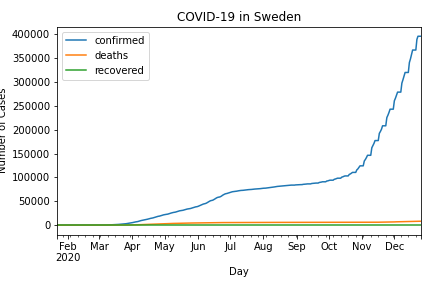 COVID-19 in Sweden
confirmed
deaths
recovered
400000
350000
300000
250000
200000
150000
100000
50000
0
Number of Cases
Feb Mar Apr May Jun Jul Aug Sep Oct Nov Dec
2020
Day